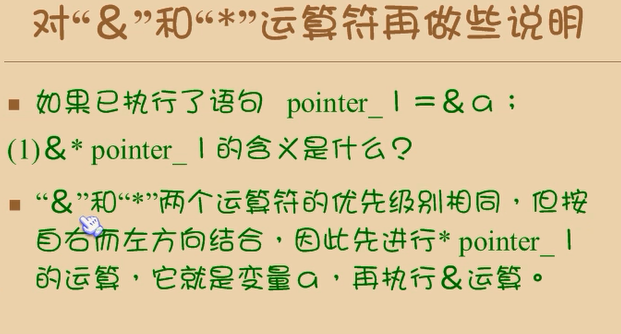 对“&”和“*”运算符再做些说明
■ 如果已执行了语句 pointer_1=&a;
(1)&* pointer_1的含义是什么?
■ “&”和“*”两个运算符的优先级别相同,但按
自右而左方向结合,因此先进行* pointer_1
的运算,它就是变量a,再执行&运算。